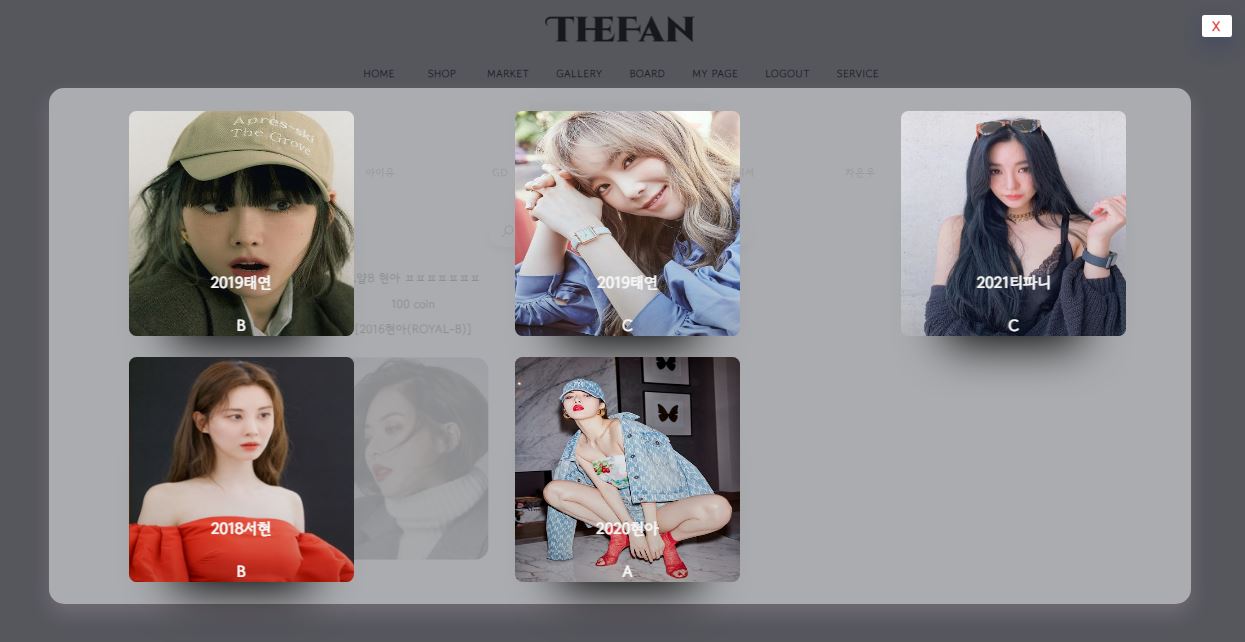 THEFAN
X
HOME SHOP MARKET GALLERY BOARD MY PAGE LOGOUT SERVICE
Apres-ski
The Grove
아이유 GD 차은우
2019태연
B
2019태연
C
2021티파니
C
현아 ㅍㅍㅍㅍㅍㅍㅍ
100 coin
[2016현아(ROYAL-B)]
2018서현
B
2020현아
A